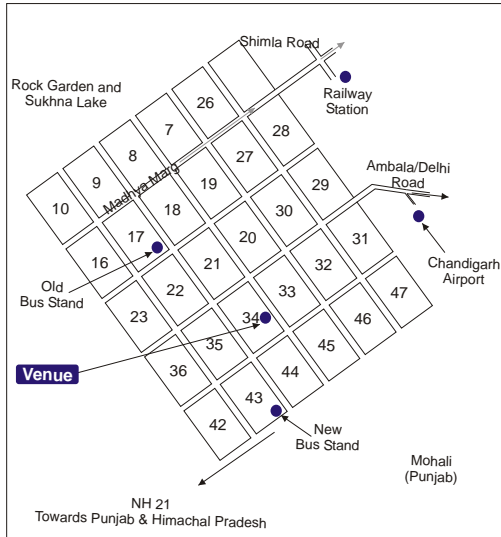 Shimla Road
Rock Garden and
Sukhna Lake
Railway
Station
26
7
28
8
27
Madhya Marg
Ambala/Delhi
Road
9
19
29
10
18
30
17
20
31
Chandigarh
Airport
16
21
32
47
Old
Bus Stand
22
33
46
23
34
45
35
44
Venue
36
43
42
New
Bus Stand
Mohali
(Punjab)
NH 21
Towards Punjab & Himachal Pradesh